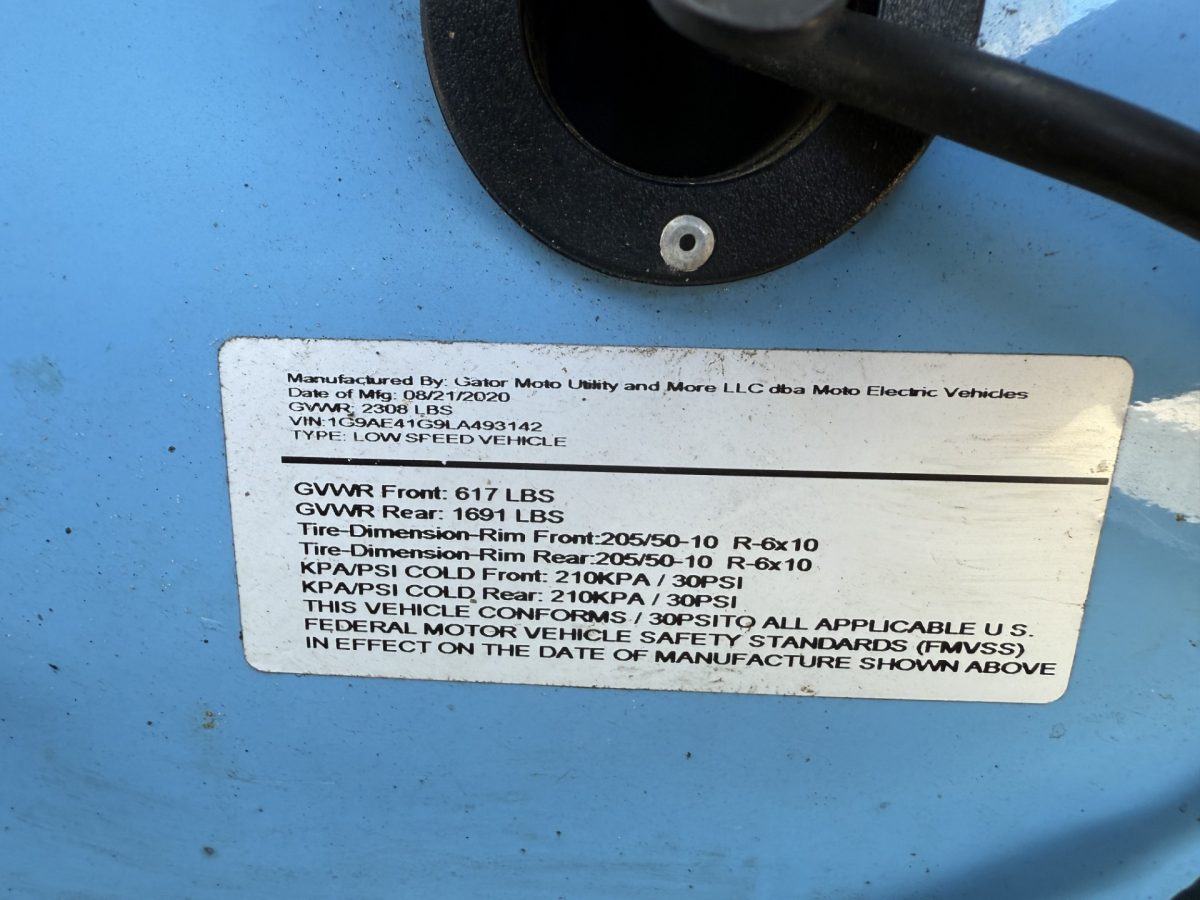 Manufactured By: Gator Moto Utility and More LLC dba Moto Electric Vehicles
Date of Mfg: 08/21/2020
GVWR: 2308 LBS
VIN:1G9AE41G9LA493142
TYPE: LOW SPEED VEHICLE
GVWR Front: 617 LBS
GVWR Rear: 1691 LBS
Tire-Dimension-Rim Front:205/50-10 R-6x10
Tire-Dimension-Rim Rear:205/50-10 R-6x10
KPA/PSI COLD Front: 210KPA / 30PSI
KPA/PSI COLD Rear: 210KPA / 30PSI
THIS VEHICLE CONFORMS / 30PSITO ALL APPLICABLE U.S.
FEDERAL MOTOR VEHICLE SAFETY STANDARDS (FMVSS)
IN EFFECT ON THE DATE OF MANUFACTURE SHOWN ABOVE